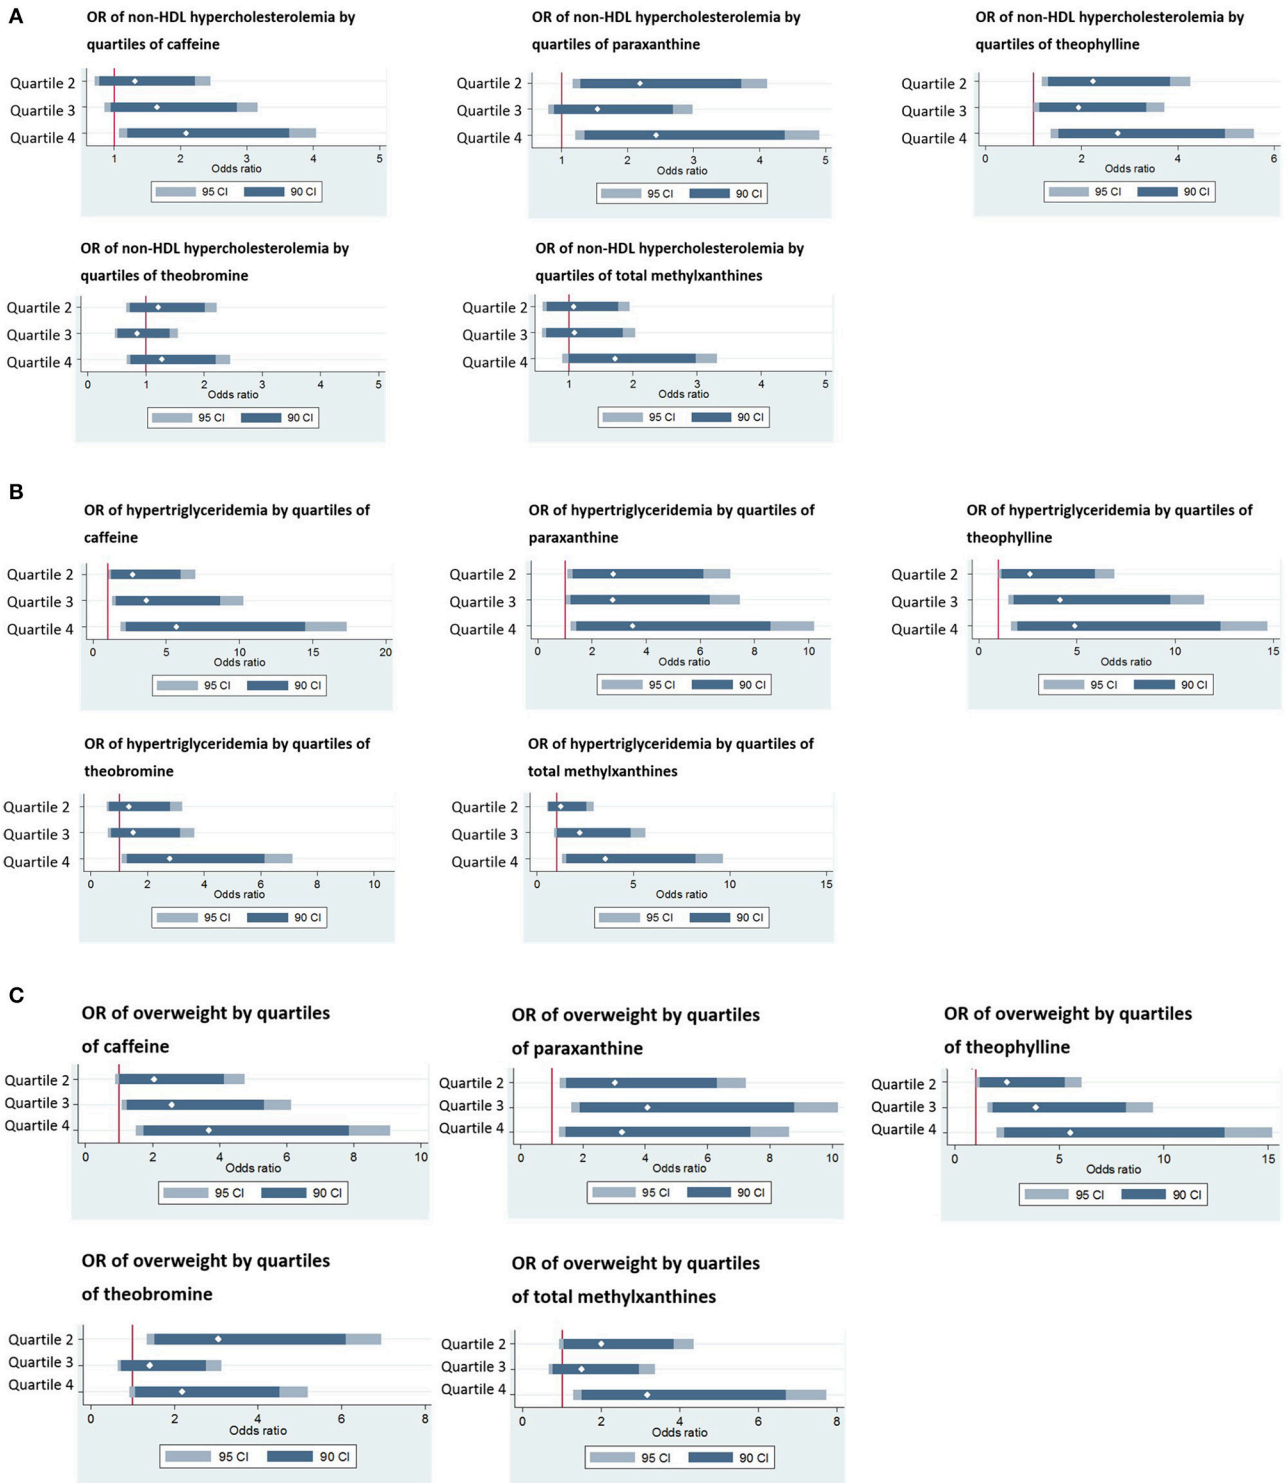 A
OR of non-HDL hypercholesterolemia by
quartiles of caffeine
Quartile 2
Quartile 3
Quartile 4
1 2 3 4 5
Odds ratio
95 CI 90 CI
OR of non-HDL hypercholesterolemia by
quartiles of paraxanthine
Quartile 2
Quartile 3
Quartile 4
1 2 3 4 5
Odds ratio
95 CI 90 CI
OR of non-HDL hypercholesterolemia by
quartiles of theophylline
Quartile 2
Quartile 3
Quartile 4
0 2 4 6
Odds ratio
95 CI 90 CI
OR of non-HDL hypercholesterolemia by
quartiles of theobromine
Quartile 2
Quartile 3
Quartile 4
0 1 2 3 4 5
Odds ratio
95 CI 90 CI
OR of non-HDL hypercholesterolemia by
quartiles of total methylxanthines
Quartile 2
Quartile 3
Quartile 4
1 2 3 4 5
Odds ratio
95 CI 90 CI
B
OR of hypertriglyceridemia by quartiles of
caffeine
Quartile 2
Quartile 3
Quartile 4
0 5 10 15 20
Odds ratio
95 CI 90 CI
OR of hypertriglyceridemia by quartiles of
paraxanthine
Quartile 2
Quartile 3
Quartile 4
0 2 4 6 8 10
Odds ratio
95 CI 90 CI
OR of hypertriglyceridemia by quartiles of
theophylline
Quartile 2
Quartile 3
Quartile 4
0 5 10 15
Odds ratio
95 CI 90 CI
OR of hypertriglyceridemia by quartiles of
theobromine
Quartile 2
Quartile 3
Quartile 4
0 2 4 6 8 10
Odds ratio
95 CI 90 CI
OR of hypertriglyceridemia by quartiles of
total methylxanthines
Quartile 2
Quartile 3
Quartile 4
0 5 10 15
Odds ratio
95 CI 90 CI
C
OR of overweight by quartiles
of caffeine
Quartile 2
Quartile 3
Quartile 4
0 2 4 6 8 10
Odds ratio
95 CI 90 CI
OR of overweight by quartiles
of paraxanthine
Quartile 2
Quartile 3
Quartile 4
0 2 4 6 8 10
Odds ratio
95 CI 90 CI
OR of overweight by quartiles
of theophylline
Quartile 2
Quartile 3
Quartile 4
0 5 10 15
Odds ratio
95 CI 90 CI
OR of overweight by quartiles
of theobromine
Quartile 2
Quartile 3
Quartile 4
0 2 4 6 8
Odds ratio
95 CI 90 CI
OR of overweight by quartiles
of total methylxanthines
Quartile 2
Quartile 3
Quartile 4
0 2 4 6 8
Odds ratio
95 CI 90 CI